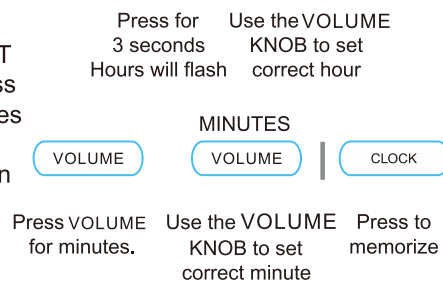 Press for
3 seconds
Hours will flash
Use the VOLUME
KNOB to set
correct hour
MINUTES
VOLUME
VOLUME
CLOCK
Press VOLUME
for minutes.
Use the VOLUME
KNOB to set
correct minute
Press to
memorize